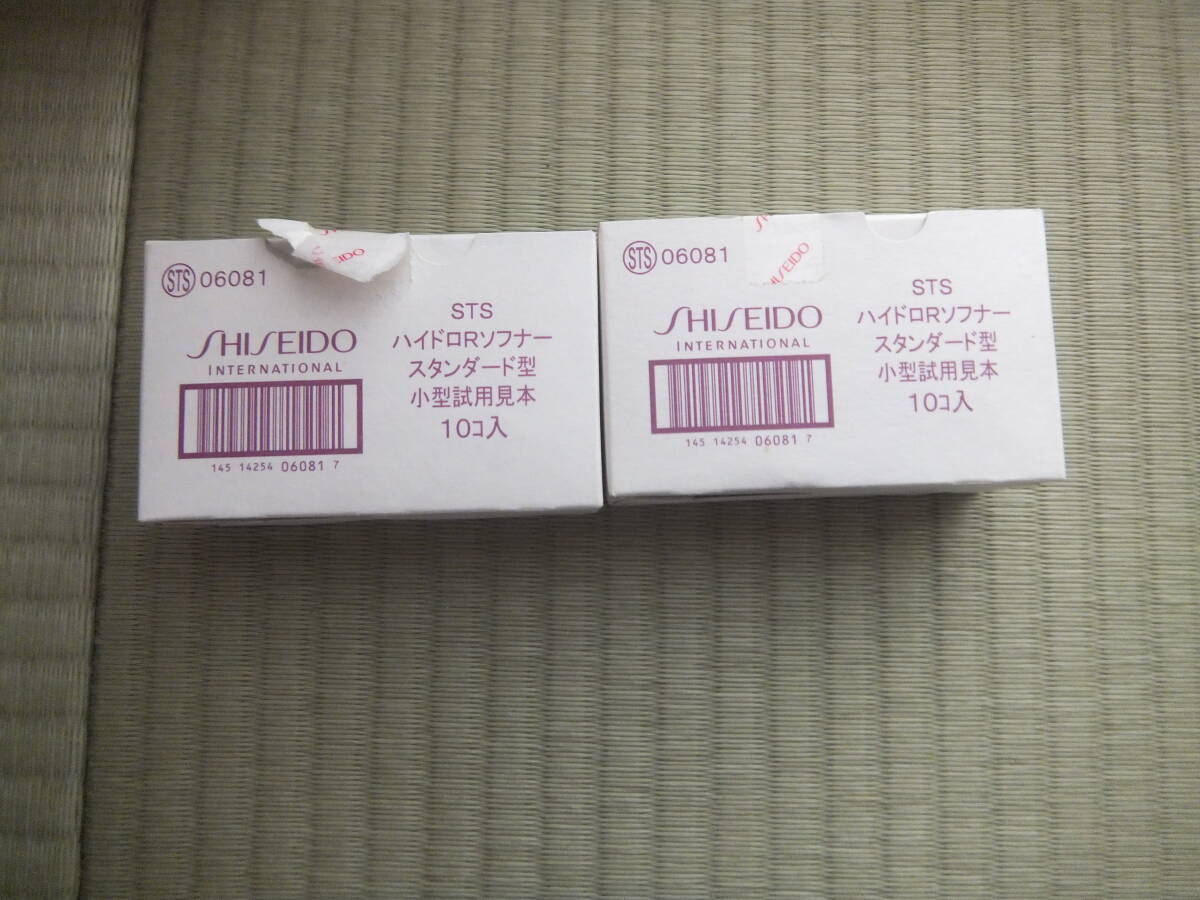 STS 06081
SHISEIDO
INTERNATIONAL
145 14254 06081 7
STS
ハイドロRソフナー
スタンダード型
小型試用見本
10コ入
EIDO
STS 06081
SHISEIDO
INTERNATIONAL
145 14254 06081 7
STS
ハイドロRソフナー
スタンダード型
小型試用見本
10コ入
SEIDO